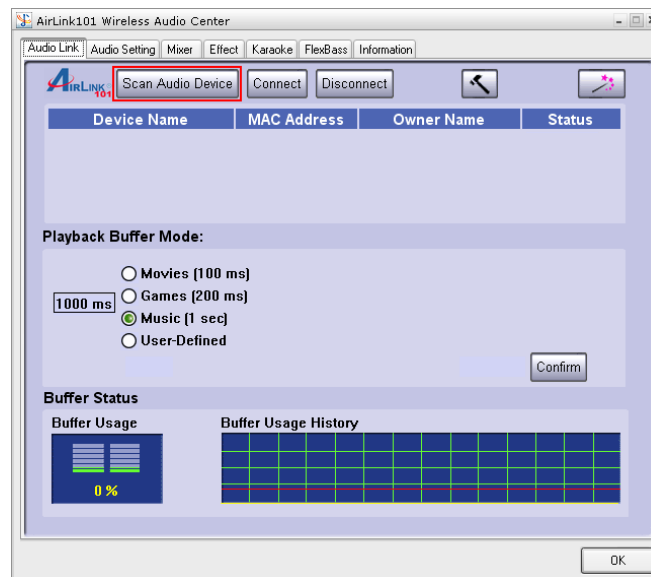 AirLink101 Wireless Audio Center
Audio Link Audio Setting Mixer Effect Karaoke FlexBass Information
AIRLINK 101 Scan Audio Device Connect Disconnect
Device Name MAC Address Owner Name Status
Playback Buffer Mode:
Movies (100 ms)
1000 ms Games (200 ms)
Music (1 sec)
User-Defined
Confirm
Buffer Status
Buffer Usage Buffer Usage History
0 %
OK